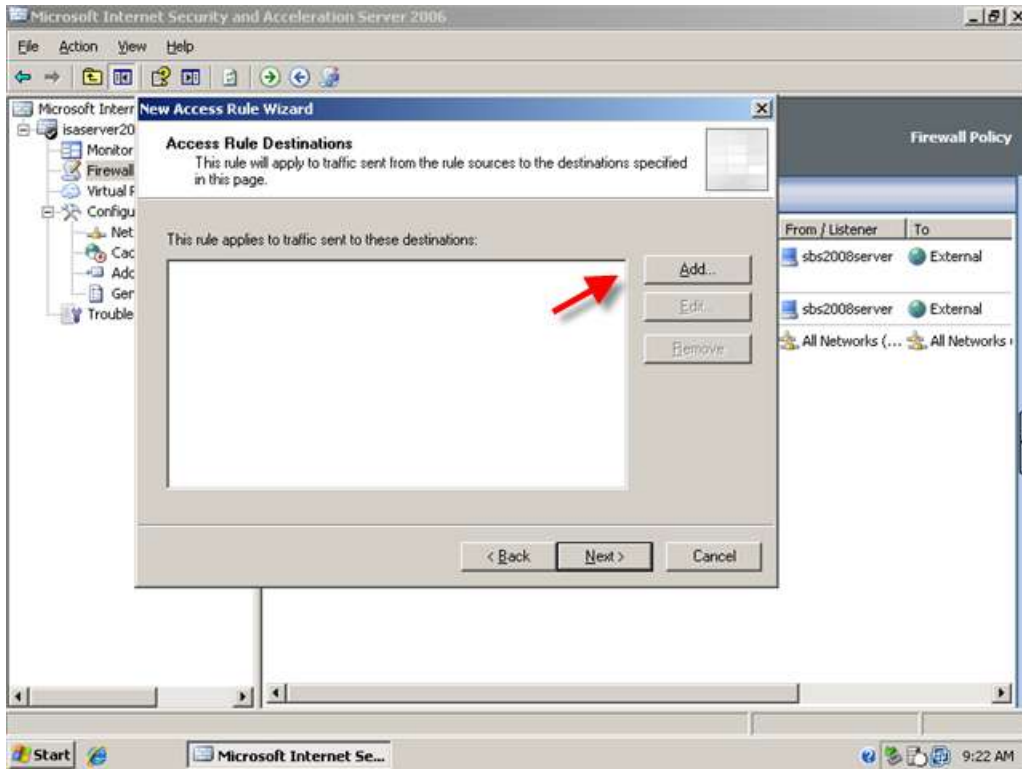 Microsoft Internet Security and Acceleration Server 2006
File Action View Help
Microsoft Interr
isaserver20
Monitor
Firewall
Virtual P
Configu
Net
Cac
Adc
Ger
Trouble
New Access Rule Wizard
Access Rule Destinations
This rule will apply to traffic sent from the rule sources to the destinations specified
in this page.
This rule applies to traffic sent to these destinations:
Add...
Edit...
Remove
< Back Next > Cancel
Firewall Policy
From / Listener To
sbs2008server External
sbs2008server External
All Networks (... All Networks
Start Microsoft Internet Se... 9:22 AM